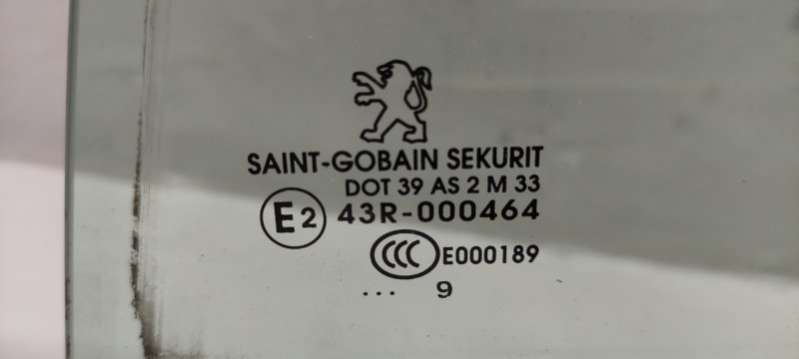 SAINT-GOBAIN SEKURIT
DOT 39 AS 2 M 33
E2 43R-000464
CCC E000189
... 9